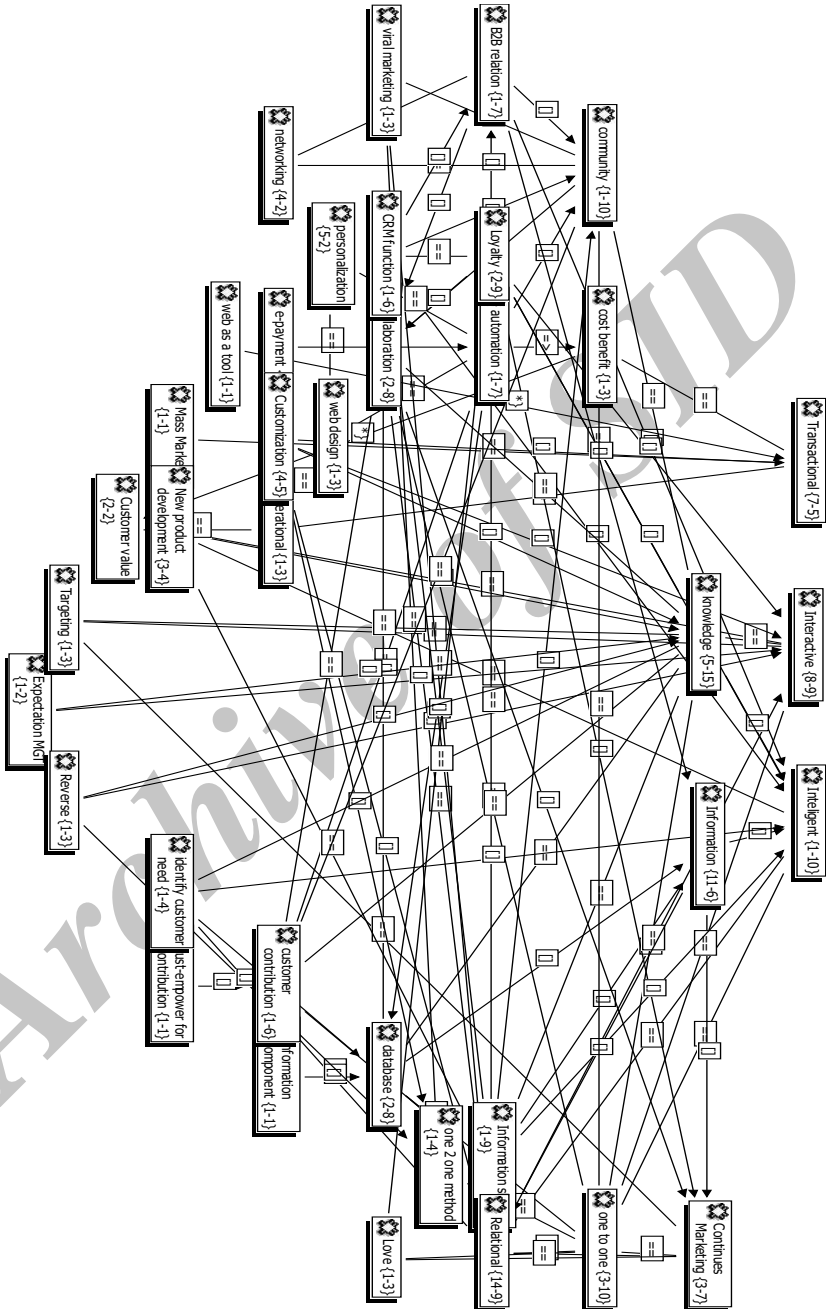 Transactional {7-5}
Interactive {8-9}
Inteligent {1-10}
Continues
Marketing {3-7}
knowledge {5-15}
Information {11-6}
community {1-10}
cost benefit {1-3}
one to one {3-10}
B2B relation {1-7}
Loyalty {2-9}
automation {1-7}
Information s
{1-9}
Relational {14-9}
one 2 one method
{1-4}
viral marketing {1-3}
CRM function {1-6}
laboration {2-8}
database {2-8}
Love {1-3}
personalization
{5-2}
web design {1-3}
networking {4-2}
e-payment
Customization {4-5}
erational {1-3}
customer
contribution {1-6}
nformation
omponent {1-1}
web as a tool {1-1}
Mass Marke
{1-1}
New product
development {3-4}
identify customer
need {1-4}
ust-empower for
ontribution {1-1}
Customer value
{2-2}
Targeting {1-3}
Reverse {1-3}
Expectation MGT
{1-2}
Archive of SID